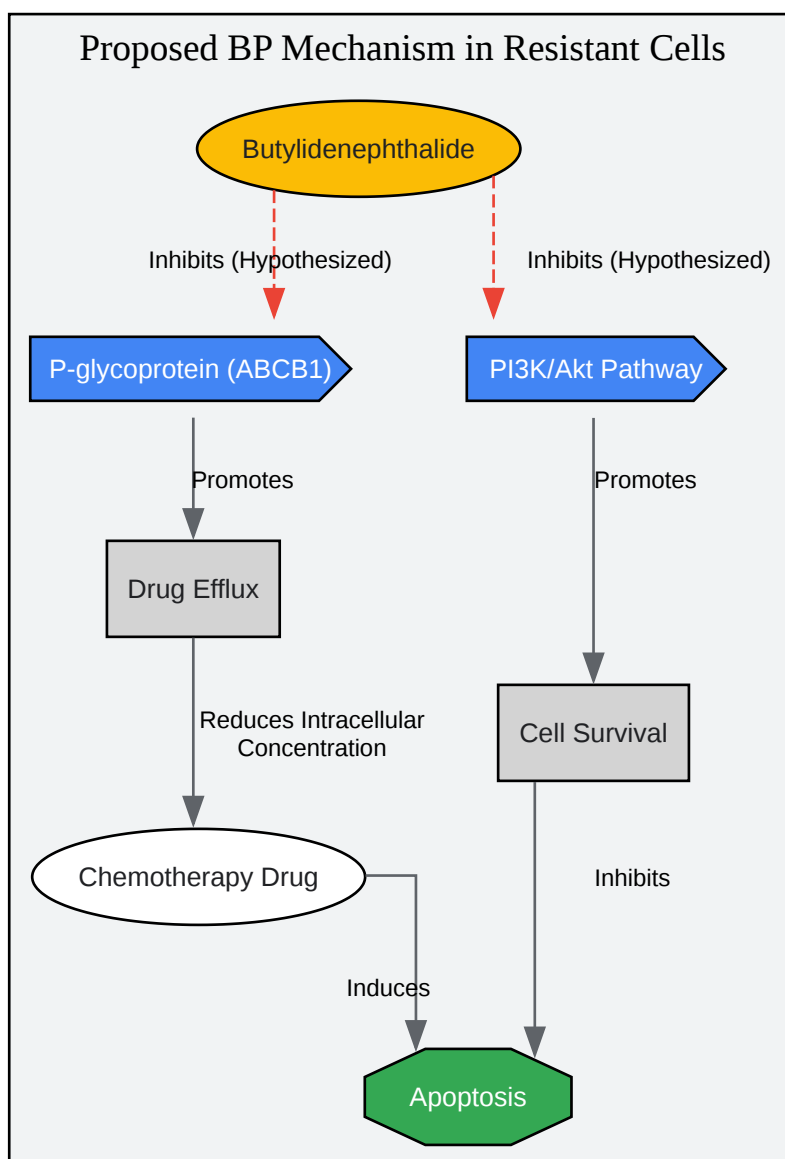 Proposed BP Mechanism in Resistant Cells
Butylidenephthalide
Inhibits (Hypothesized)
Inhibits (Hypothesized)
P-glycoprotein (ABCB1)
PI3K/Akt Pathway
Promotes
Promotes
Drug Efflux
Reduces Intracellular
Concentration
Cell Survival
Chemotherapy Drug
Inhibits
Induces
Apoptosis